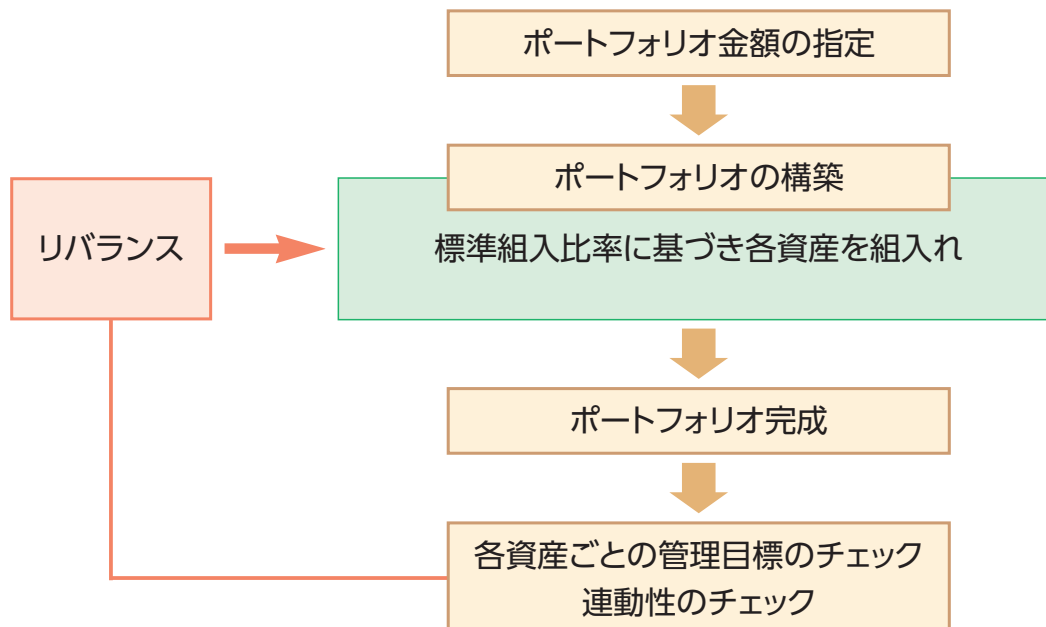 ポートフォリオ金額の指定
ポートフォリオの構築
リバランス
標準組入比率に基づき各資産を組入れ
ポートフォリオ完成
各資産ごとの管理目標のチェック
連動性のチェック